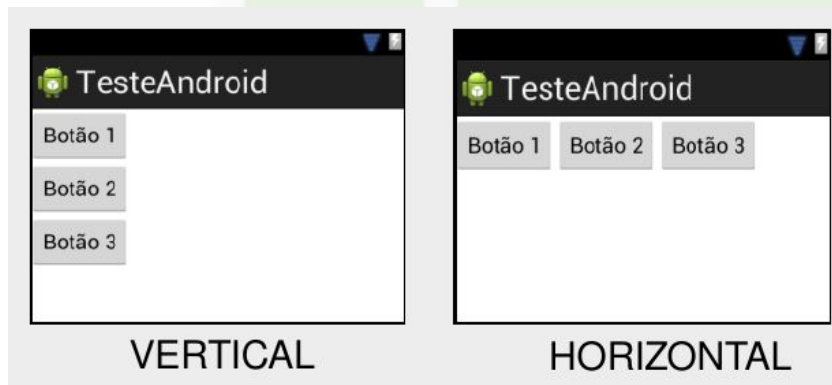 TesteAndroid
Botão 1
Botão 2
Botão 3
VERTICAL
TesteAndroid
Botão 1 Botão 2 Botão 3
HORIZONTAL